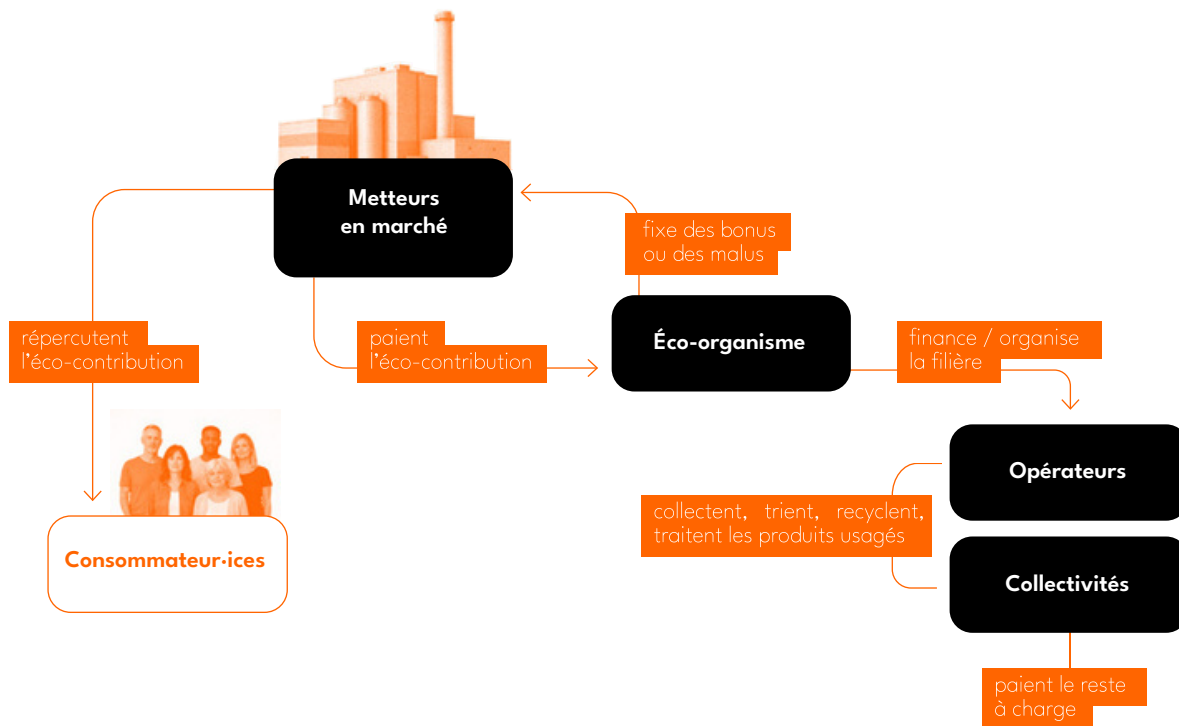 Metteurs
en marché
fixe des bonus
ou des malus
répercutent
l'éco-contribution
paient
l'éco-contribution
Éco-organisme
finance / organise
la filière
Consommateur·ices
Opérateurs
collectent, trient, recyclent,
traitent les produits usagés
Collectivités
paient le reste
à charge